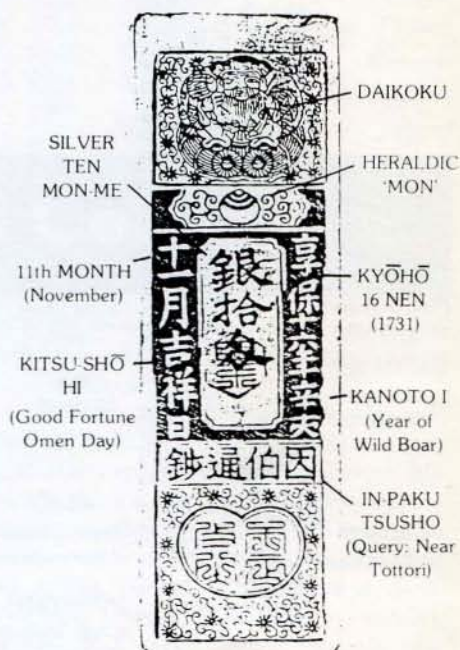 DAIKOKU
SILVER
TEN
MON-ME
HERALDIC
'MON'
11th MONTH
(November)
KYŌHŌ
16 NEN
(1731)
KITSU-SHŌ
HI
(Good Fortune
Omen Day)
KANOTO I
(Year of
Wild Boar)
IN-PAKU
TSUSHO
(Query: Near
Tottori)
享保十六年辛亥
銀拾匁
十一月吉祥日
因伯通鈔